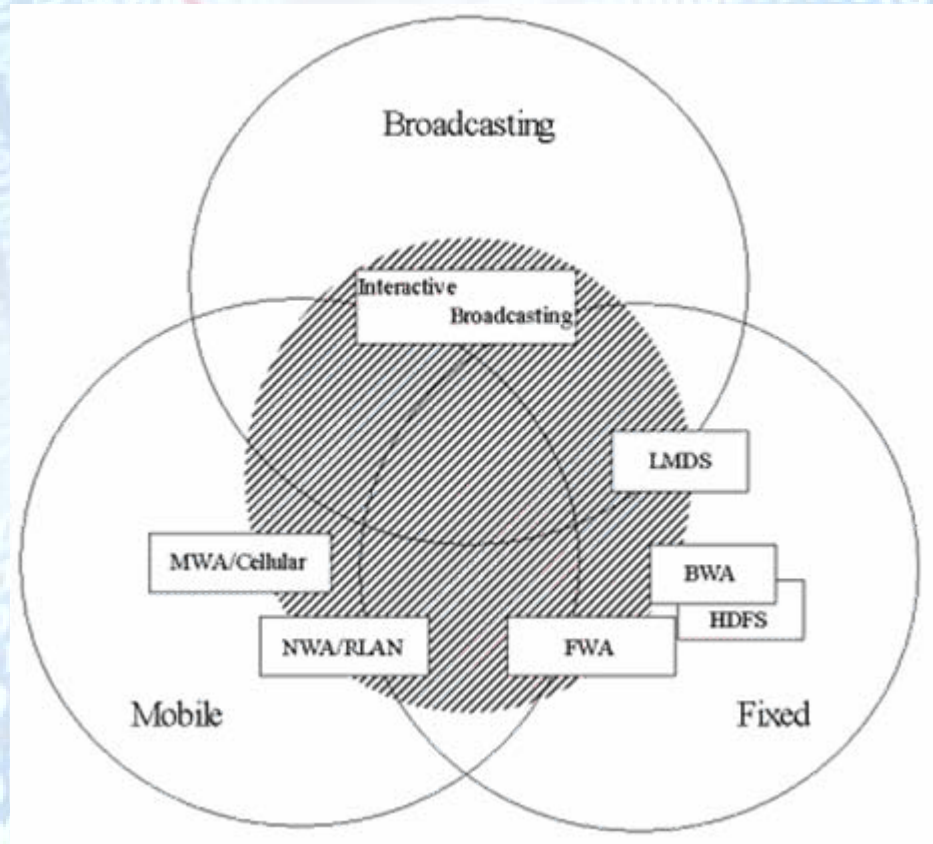 Broadcasting
Interactive
Broadcasting
LMDS
MWA/Cellular
BWA
HDFS
NWA/RLAN
FWA
Mobile
Fixed